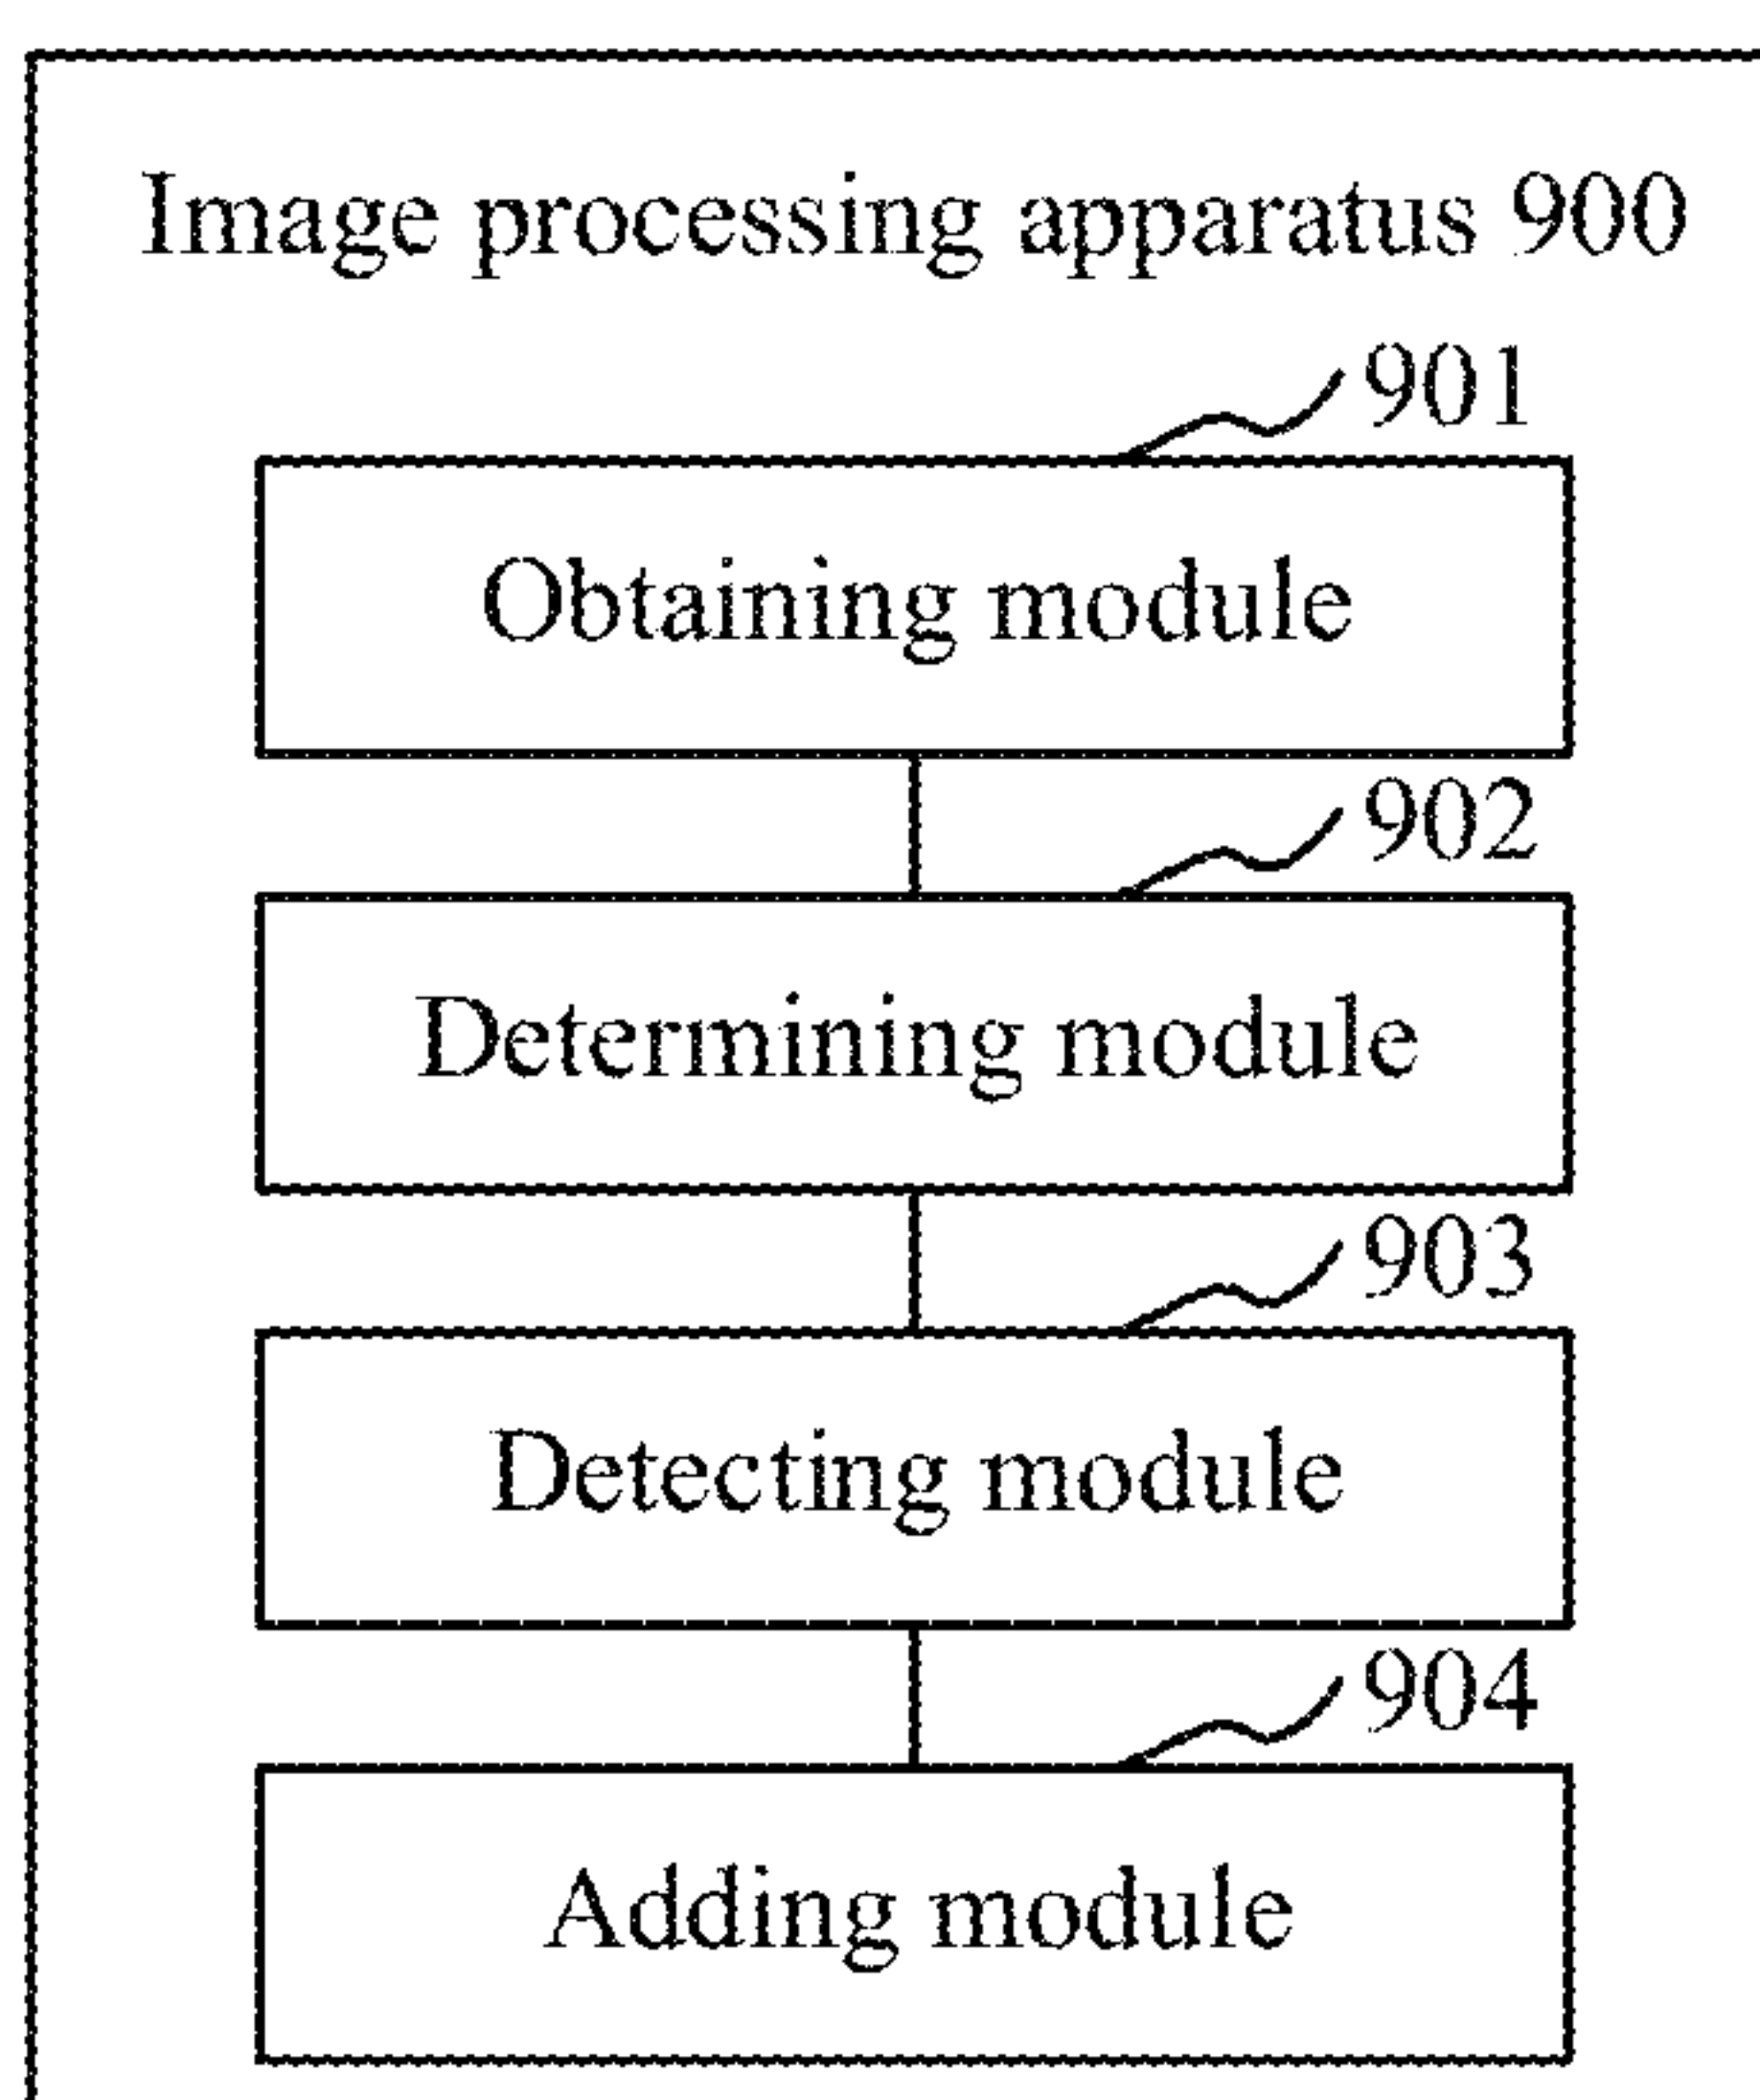 Image processing apparatus 900
901
Obtaining module
902
Determining module
903
Detecting module
904
Adding module